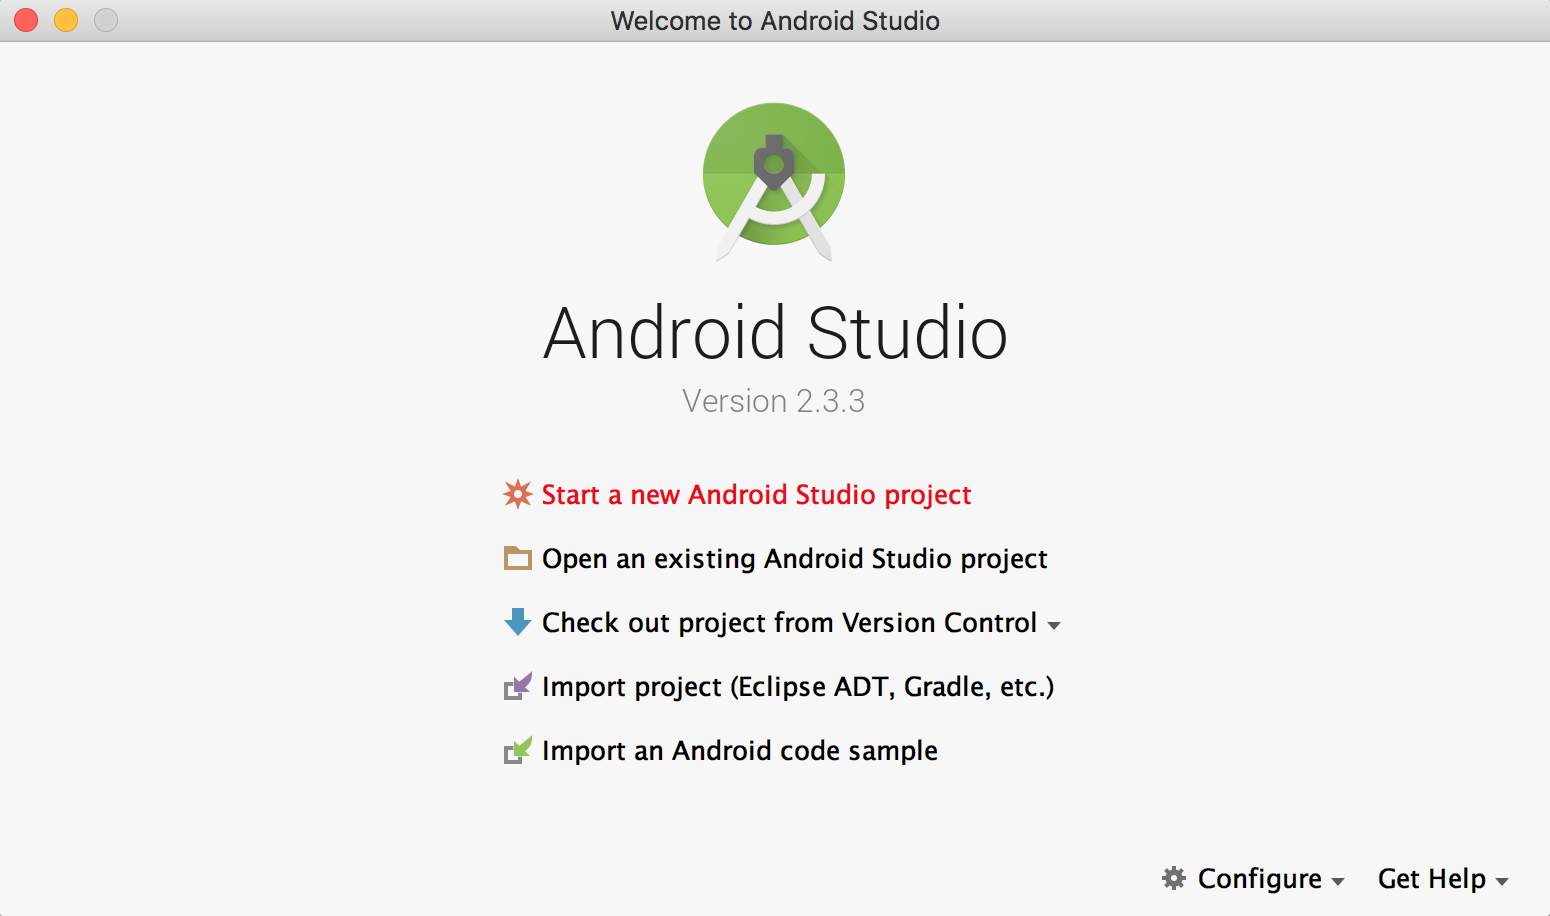 Welcome to Android Studio
Android Studio
Version 2.3.3
Start a new Android Studio project
Open an existing Android Studio project
Check out project from Version Control
Import project (Eclipse ADT, Gradle, etc.)
Import an Android code sample
Configure Get Help